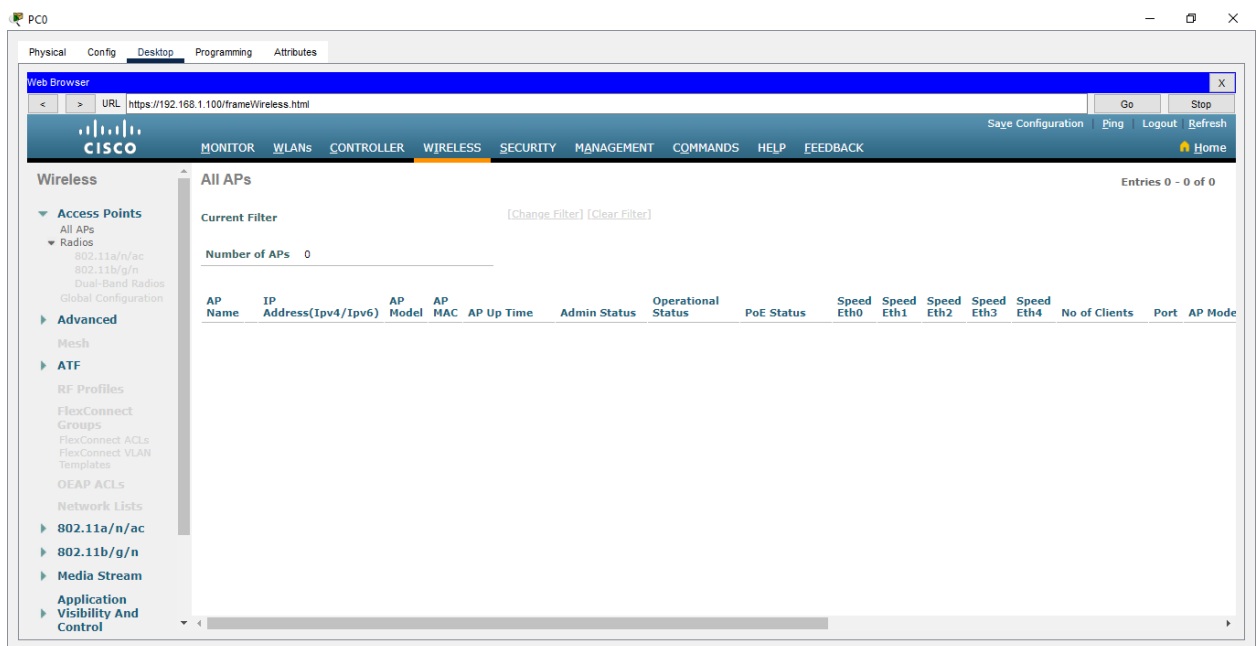 PC0
Physical Config Desktop Programming Attributes
Web Browser X
< > URL https://192.168.1.100/frameWireless.html Go Stop
Save Configuration Ping Logout Refresh
CISCO MONITOR WLANs CONTROLLER WIRELESS SECURITY MANAGEMENT COMMANDS HELP FEEDBACK Home
Wireless
Access Points
All APs
Radios
802.11a/n/ac
802.11b/g/n
Dual-Band Radios
Global Configuration
Advanced
Mesh
ATF
RF Profiles
FlexConnect
Groups
FlexConnect ACLs
FlexConnect VLAN
Templates
OEAP ACLs
Network Lists
802.11a/n/ac
802.11b/g/n
Media Stream
Application
Visibility And
Control
All APs Entries 0 - 0 of 0
Current Filter [Change Filter] [Clear Filter]
Number of APs 0
AP IP AP AP Operational Speed Speed Speed Speed Speed
Name Address(Ipv4/Ipv6) Model MAC AP Up Time Admin Status Status PoE Status Eth0 Eth1 Eth2 Eth3 Eth4 No of Clients Port AP Mode